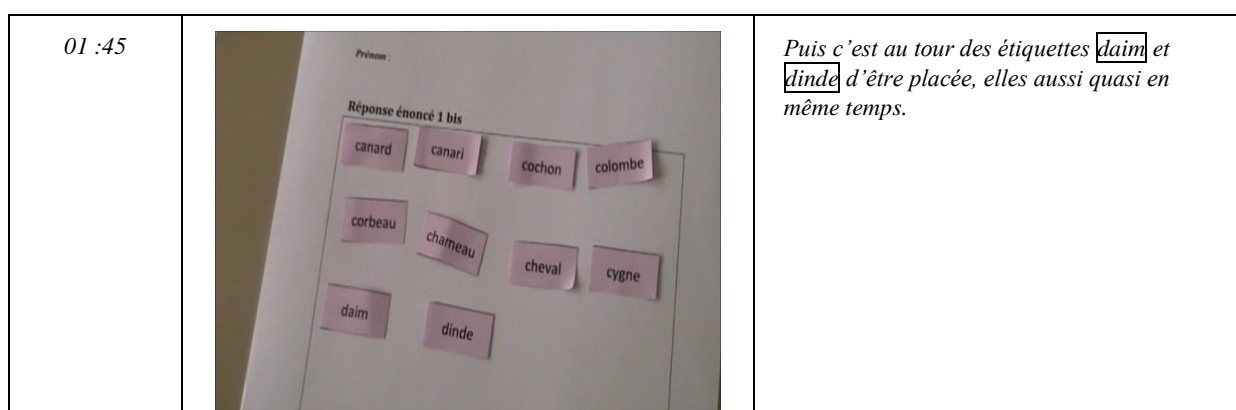 01 :45
Prénom :
Réponse énoncé 1 bis
canard canari cochon colombe
corbeau chameau cheval cygne
daim dinde
Puis c’est au tour des étiquettes daim et
dinde d’être placée, elles aussi quasi en
même temps.